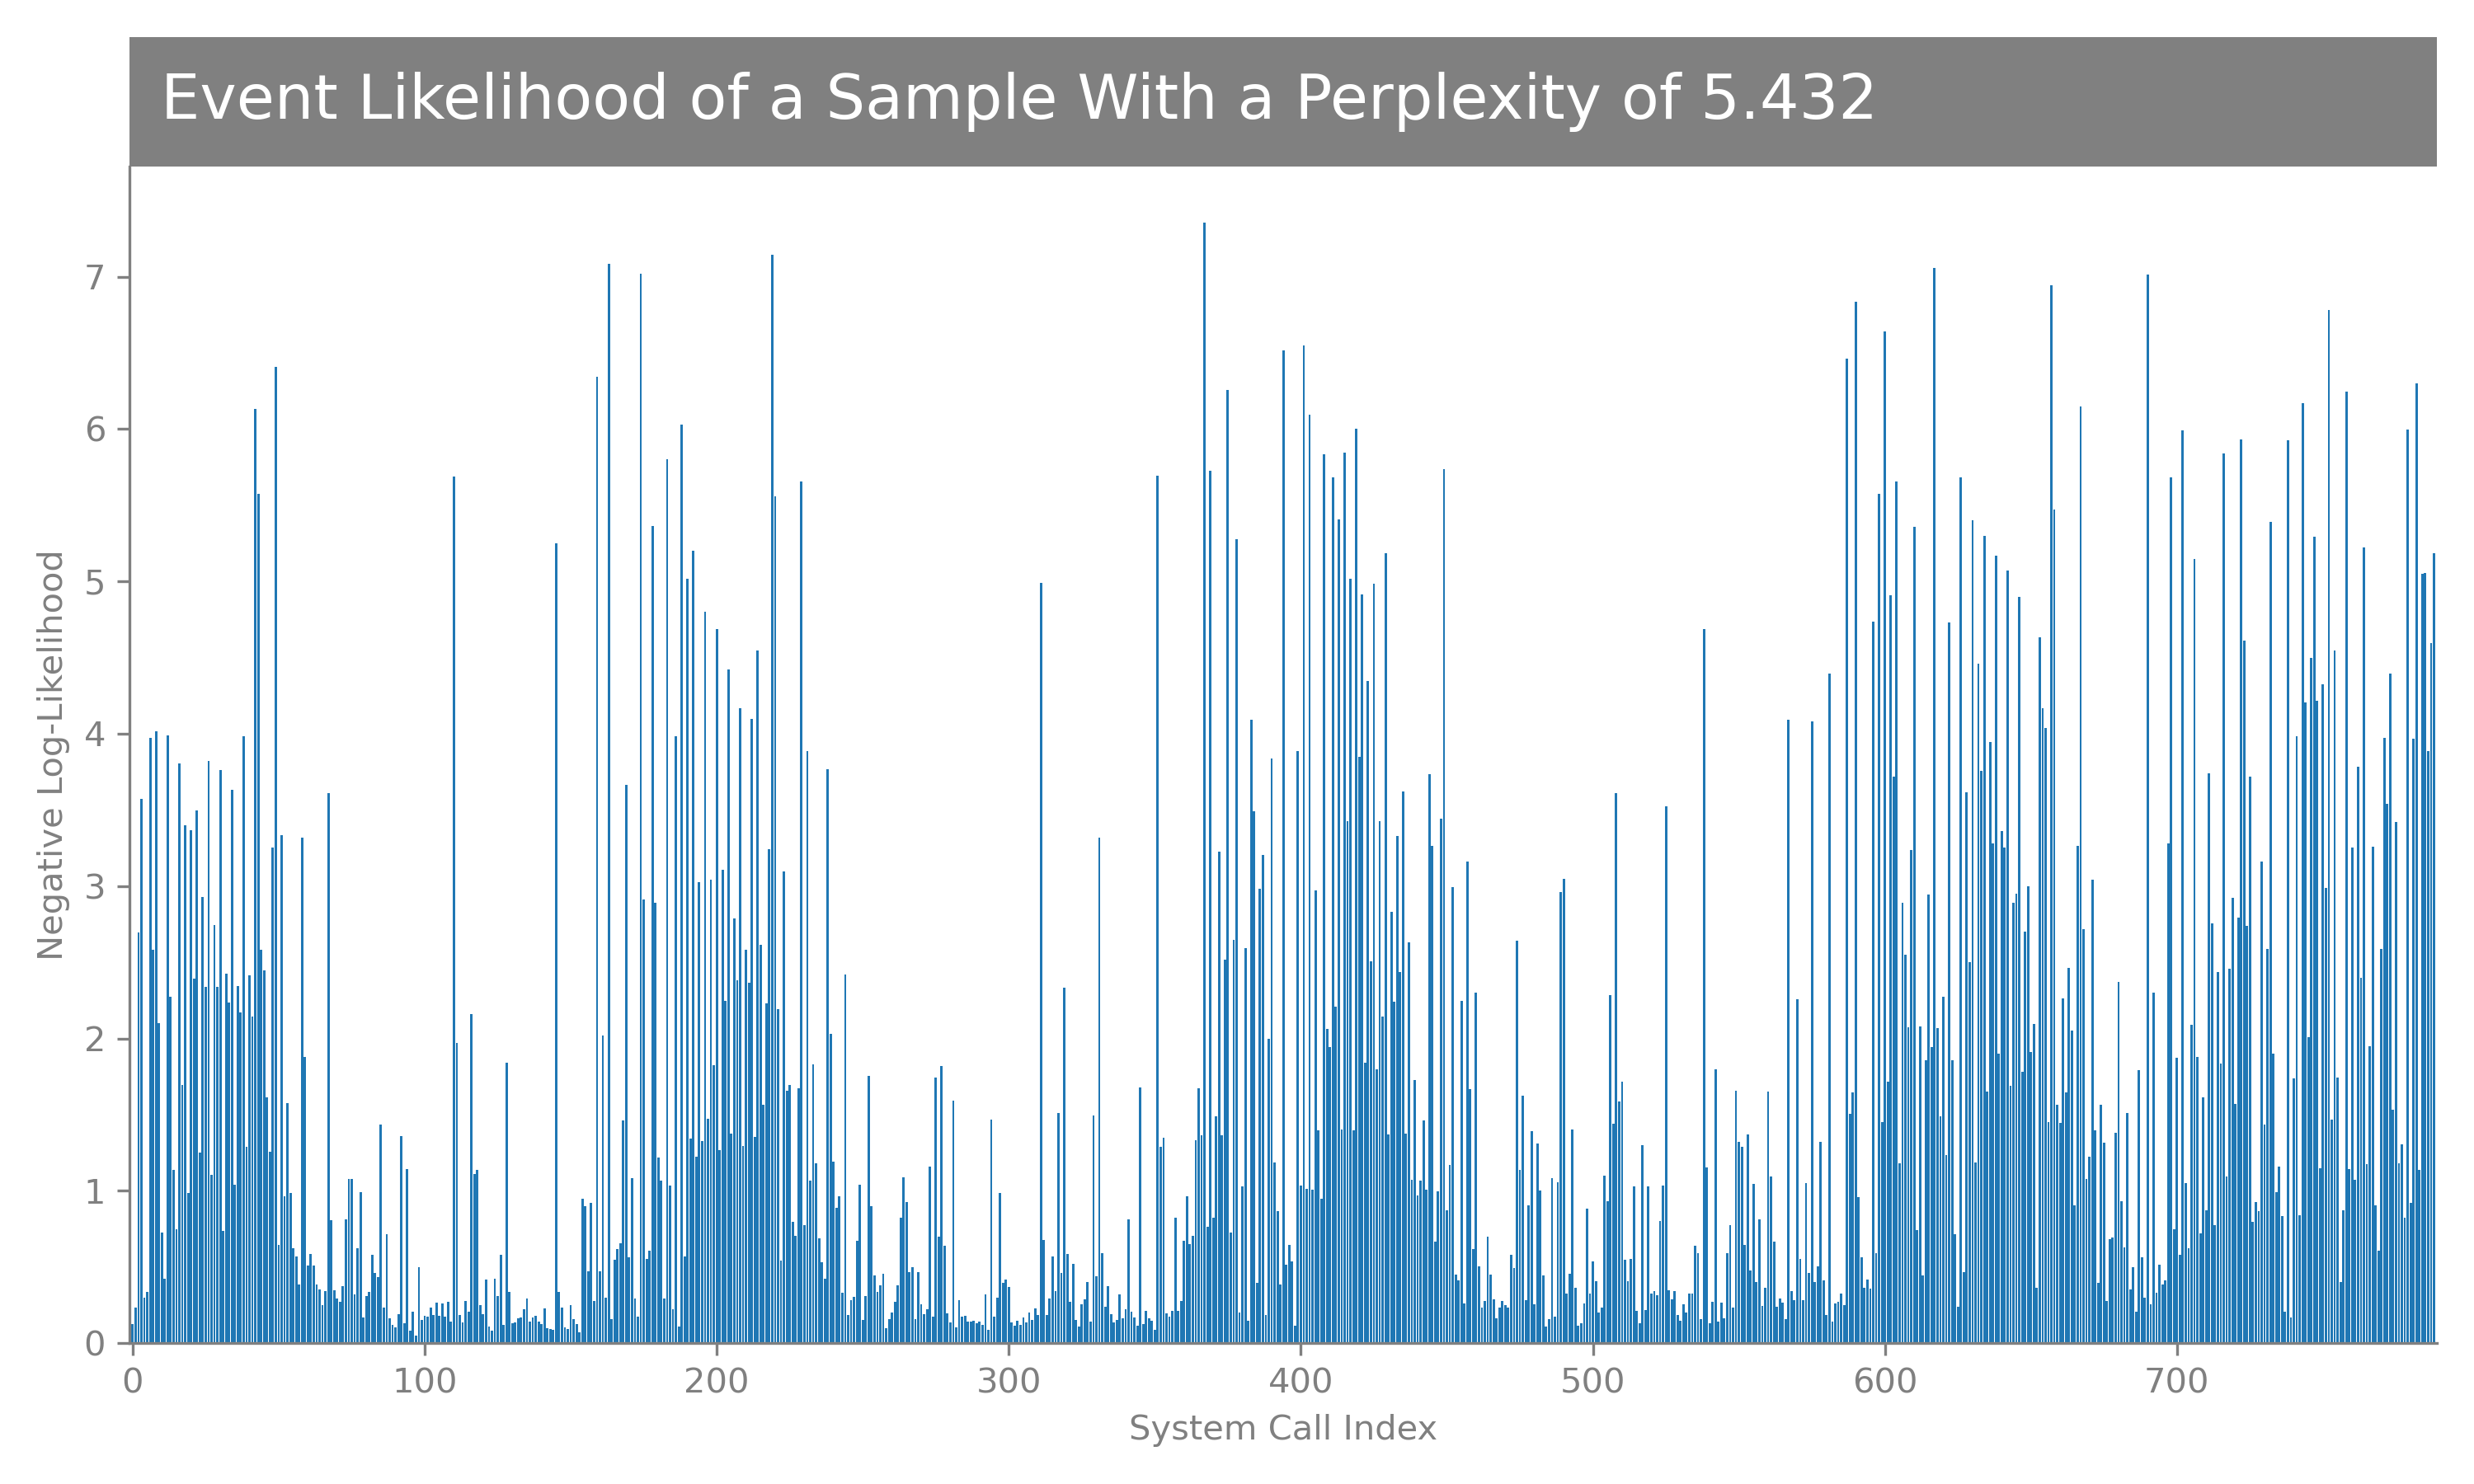 Event Likelihood of a Sample With a Perplexity of 5.432
7
6
5
4
3
2
1
0
Negative Log-Likelihood
0 100 200 300 400 500 600 700
System Call Index